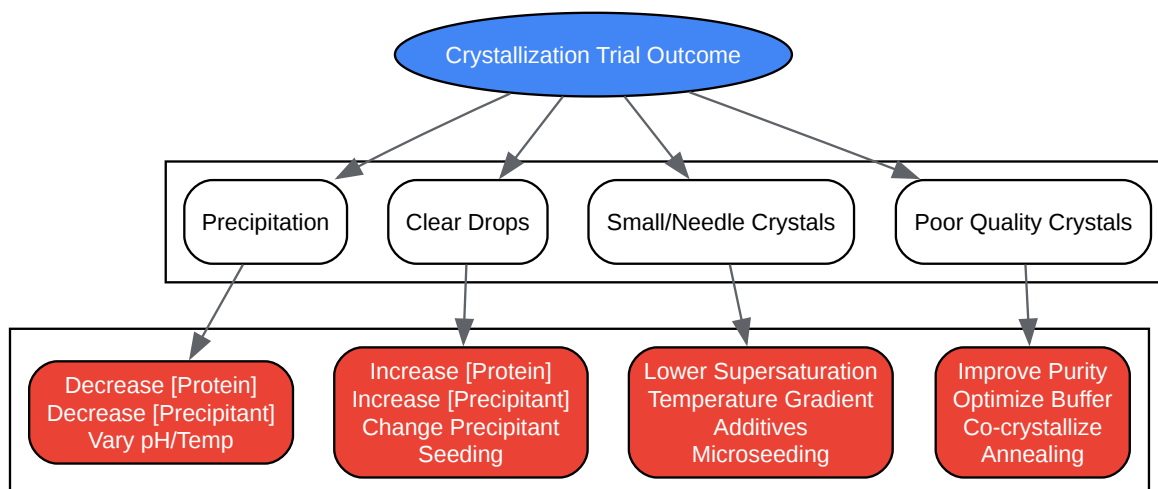 Crystallization Trial Outcome
Precipitation
Clear Drops
Small/Needle Crystals
Poor Quality Crystals
Decrease [Protein]
Decrease [Precipitant]
Vary pH/Temp
Increase [Protein]
Increase [Precipitant]
Change Precipitant
Seeding
Lower Supersaturation
Temperature Gradient
Additives
Microseeding
Improve Purity
Optimize Buffer
Co-crystallize
Annealing